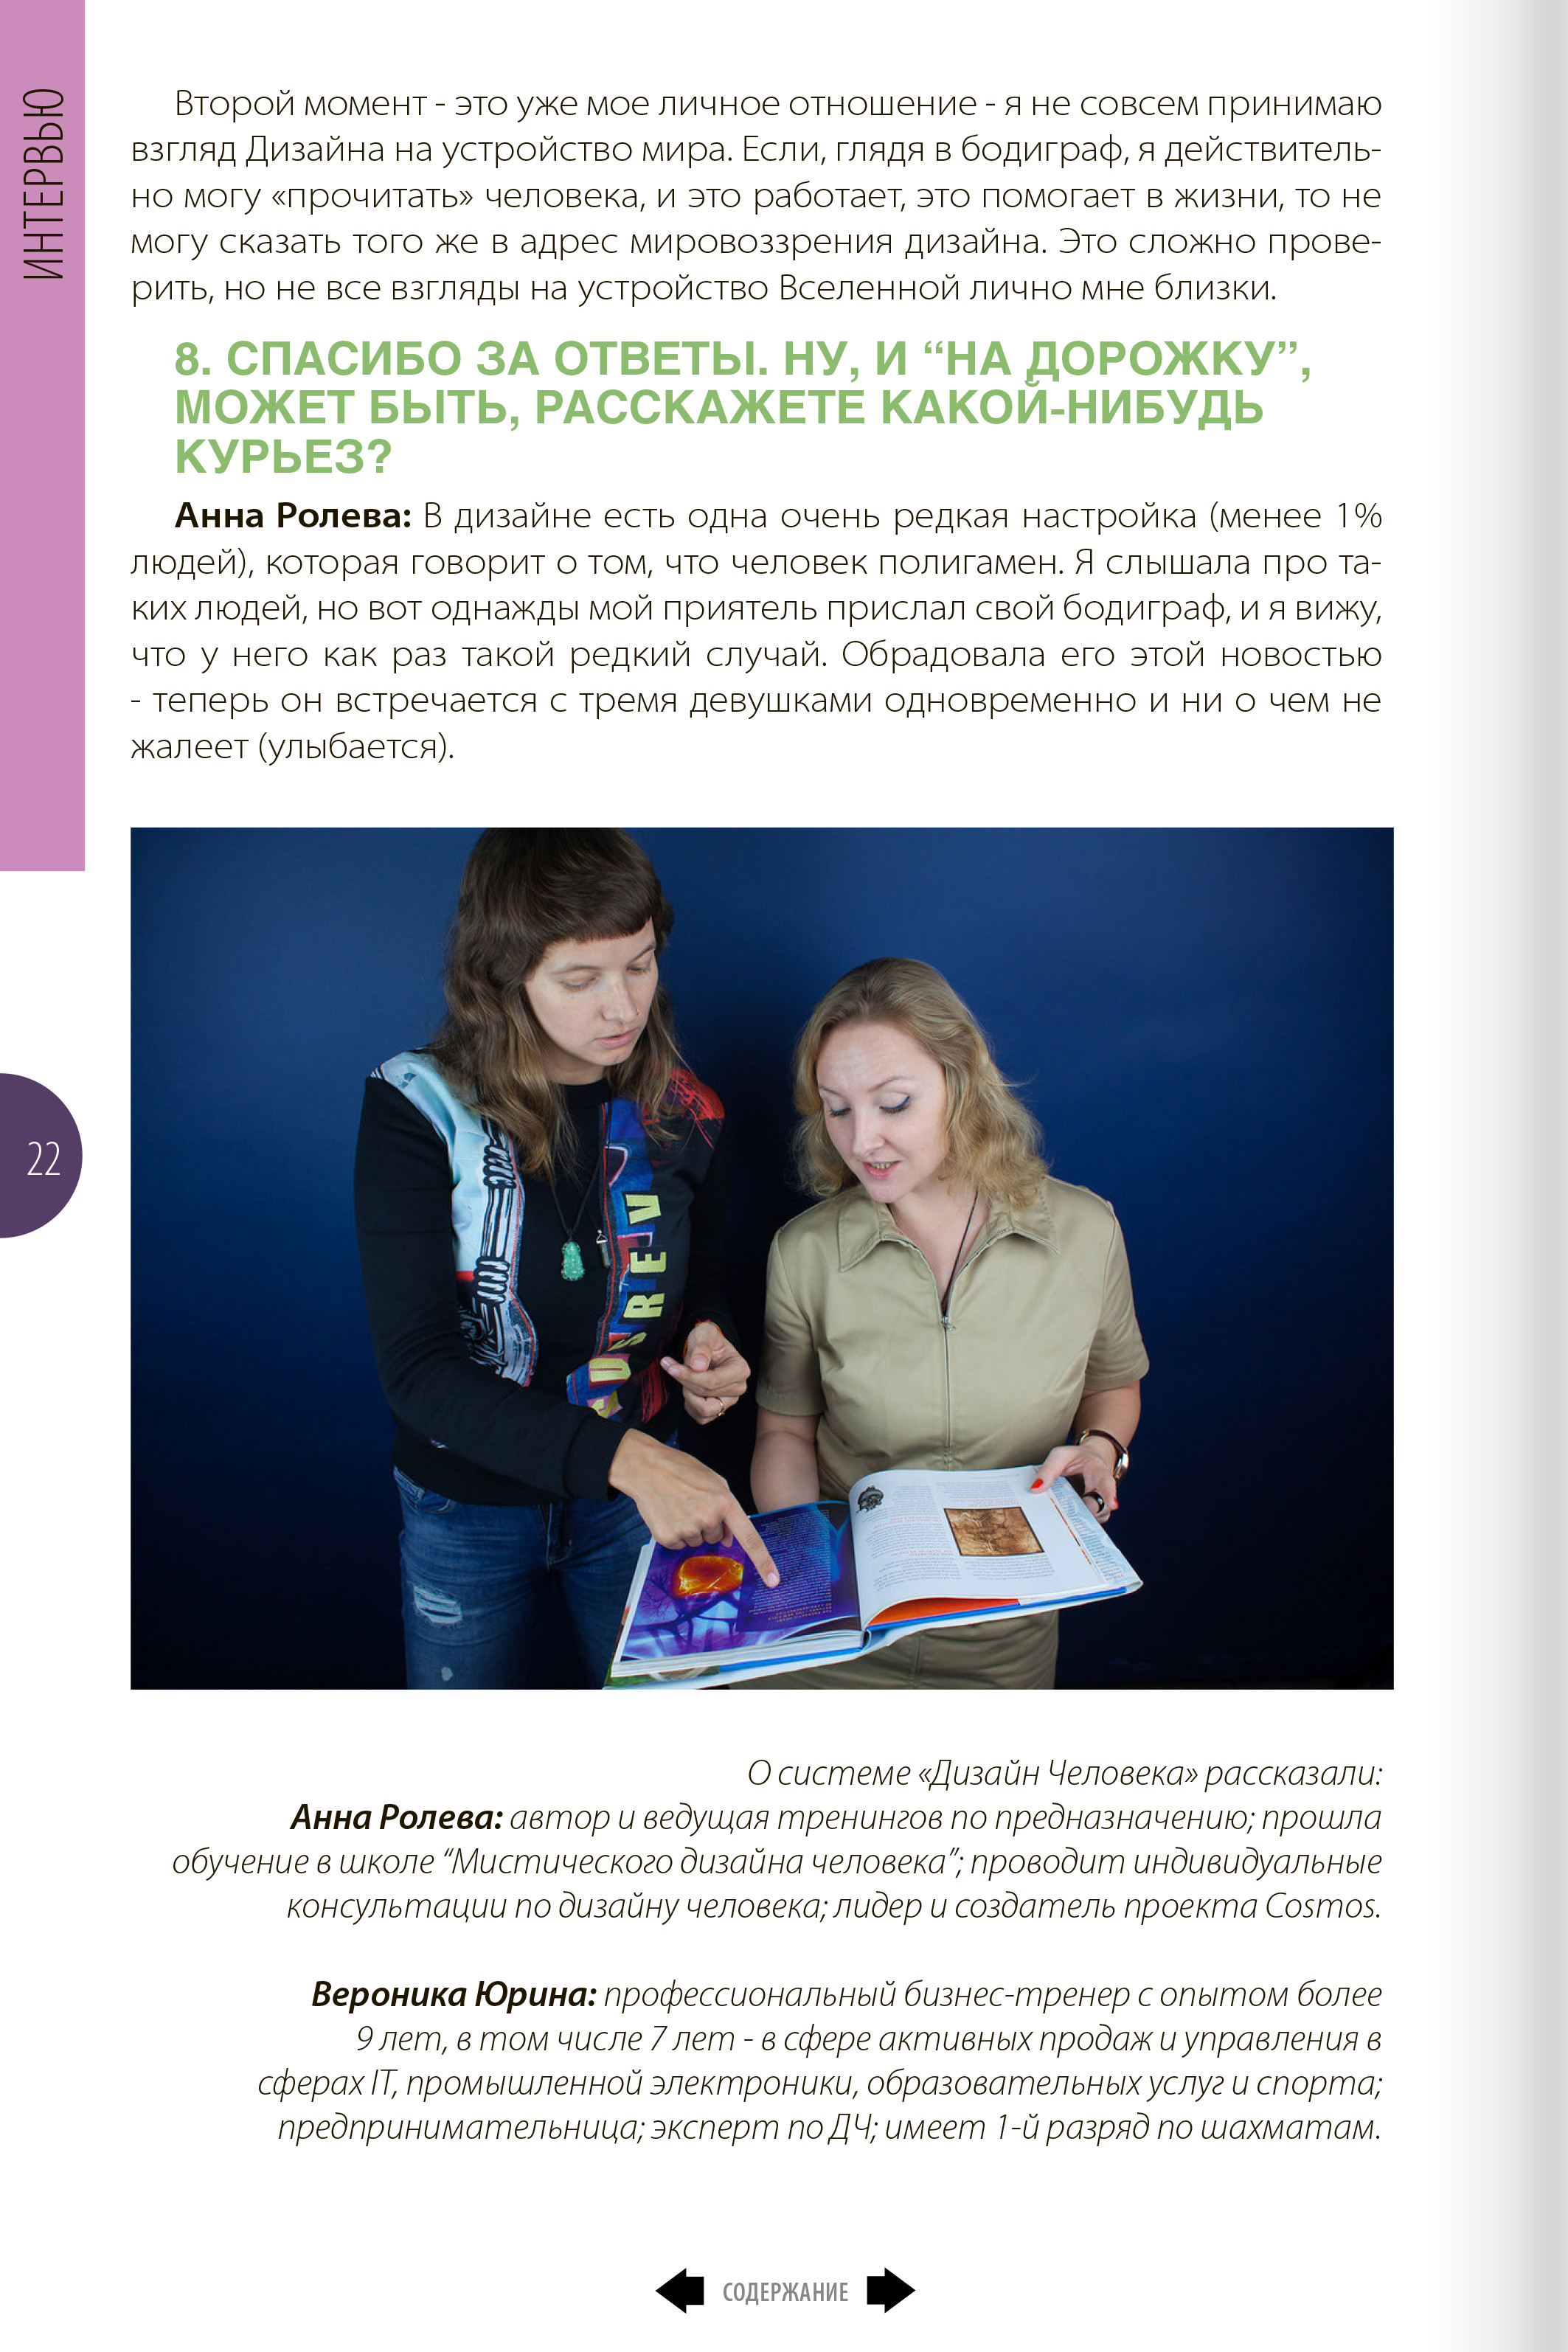 ИНТЕРВЬЮ
Второй момент - это уже мое личное отношение - я не совсем принимаю
взгляд Дизайна на устройство мира. Если, глядя в бодиграф, я действитель-
но могу «прочитать» человека, и это работает, это помогает в жизни, то не
могу сказать того же в адрес мировоззрения дизайна. Это сложно прове-
рить, но не все взгляды на устройство Вселенной лично мне близки.
8. СПАСИБО ЗА ОТВЕТЫ. НУ, И “НА ДОРОЖКУ”,
МОЖЕТ БЫТЬ, РАССКАЖЕТЕ КАКОЙ-НИБУДЬ
КУРЬЕЗ?
Анна Ролева: В дизайне есть одна очень редкая настройка (менее 1%
людей), которая говорит о том, что человек полигамен. Я слышала про та-
ких людей, но вот однажды мой приятель прислал свой бодиграф, и я вижу,
что у него как раз такой редкий случай. Обрадовала его этой новостью
- теперь он встречается с тремя девушками одновременно и ни о чем не
жалеет (улыбается).
22
USREV
О системе «Дизайн Человека» рассказали:
Анна Ролева: автор и ведущая тренингов по предназначению; прошла
обучение в школе “Мистического дизайна человека”; проводит индивидуальные
консультации по дизайну человека; лидер и создатель проекта Cosmos.
Вероника Юрина: профессиональный бизнес-тренер с опытом более
9 лет, в том числе 7 лет - в сфере активных продаж и управления в
сферах IT, промышленной электроники, образовательных услуг и спорта;
предпринимательница; эксперт по ДЧ; имеет 1-й разряд по шахматам.
СОДЕРЖАНИЕ